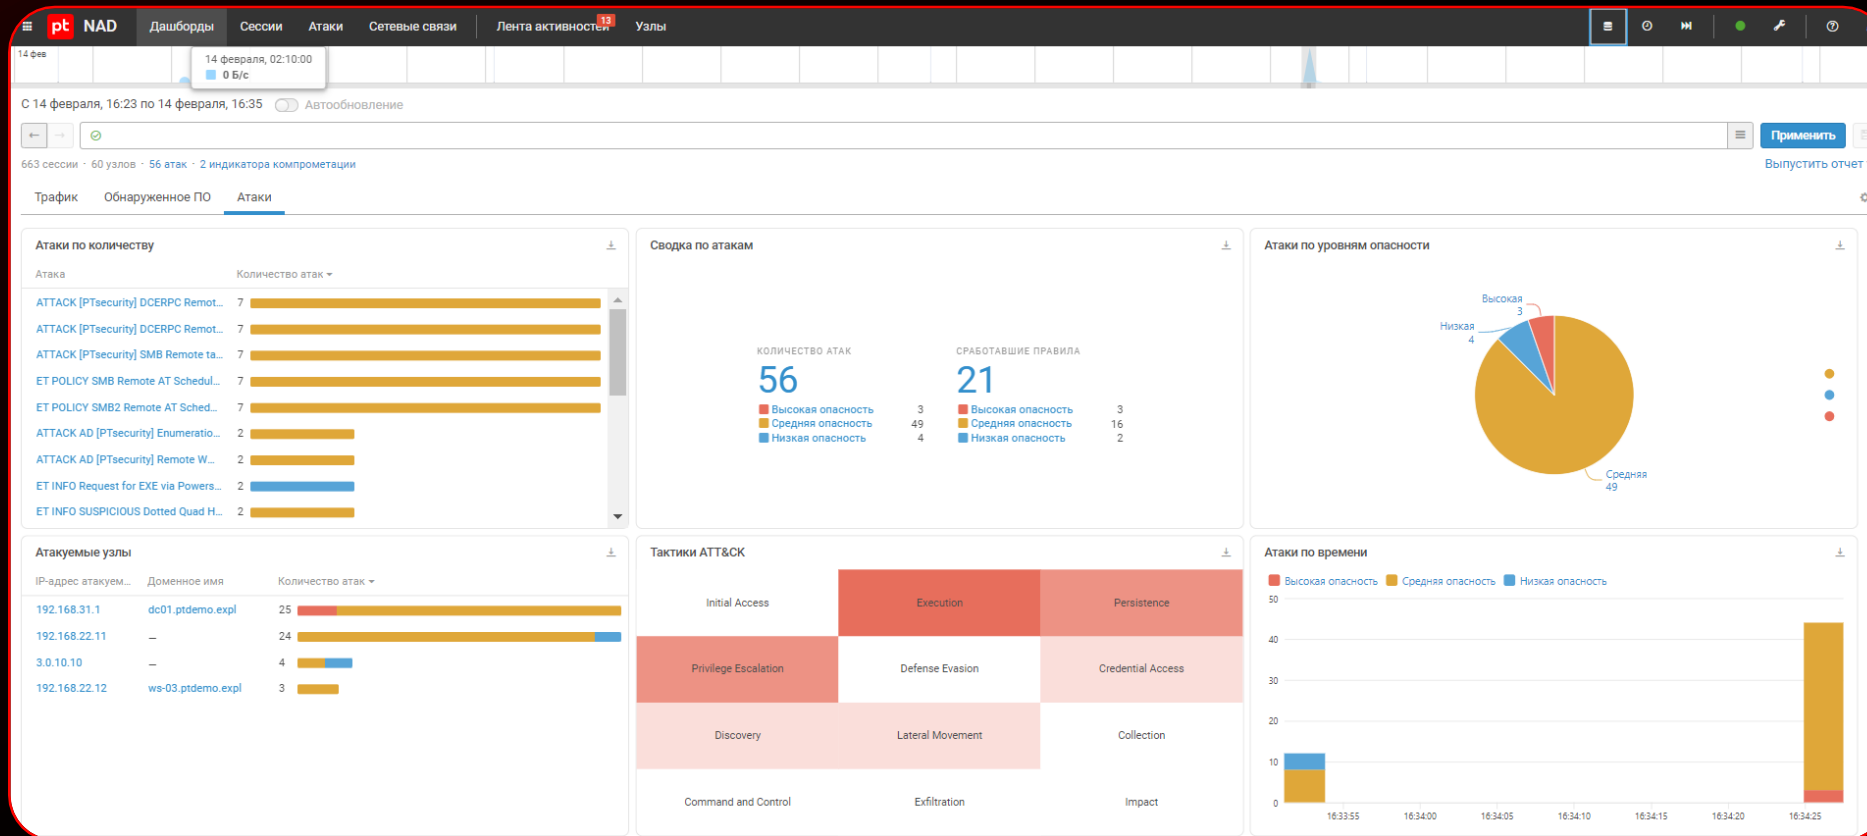 pt NAD Дашборды Сессии Атаки Сетевые связи Лента активностей 13 Узлы
14 фев
14 февраля, 02:10:00
0 Б/с
С 14 февраля, 16:23 по 14 февраля, 16:35 Автообновление
Применить
663 сессии - 60 узлов - 56 атак - 2 индикатора компрометации
Выпустить отчет
Трафик Обнаруженное ПО Атаки
Атаки по количеству
Атака Количество атак
ATTACK [PTsecurity] DCERPC Remot... 7
ATTACK [PTsecurity] DCERPC Remot... 7
ATTACK [PTsecurity] SMB Remote ta... 7
ET POLICY SMB Remote AT Schedul... 7
ET POLICY SMB2 Remote AT Sched... 7
ATTACK AD [PTsecurity] Enumeratio... 2
ATTACK AD [PTsecurity] Remote W... 2
ET INFO Request for EXE via Powers... 2
ET INFO SUSPICIOUS Dotted Quad H... 2
Сводка по атакам
КОЛИЧЕСТВО АТАК
56
Высокая опасность 3
Средняя опасность 49
Низкая опасность 4
СРАБОТАВШИЕ ПРАВИЛА
21
Высокая опасность 3
Средняя опасность 16
Низкая опасность 2
Атаки по уровням опасности
Высокая
3
Низкая
4
Средняя
49
Атакуемые узлы
IP-адрес атакуем... Доменное имя Количество атак
192.168.31.1 dc01.ptdemo.expl 25
192.168.22.11 — 24
3.0.10.10 — 4
192.168.22.12 ws-03.ptdemo.expl 3
Тактики ATT&CK
Initial Access Execution Persistence
Privilege Escalation Defense Evasion Credential Access
Discovery Lateral Movement Collection
Command and Control Exfiltration Impact
Атаки по времени
Высокая опасность Средняя опасность Низкая опасность
50
40
30
20
10
0
16:33:55 16:34:00 16:34:05 16:34:10 16:34:15 16:34:20 16:34:25